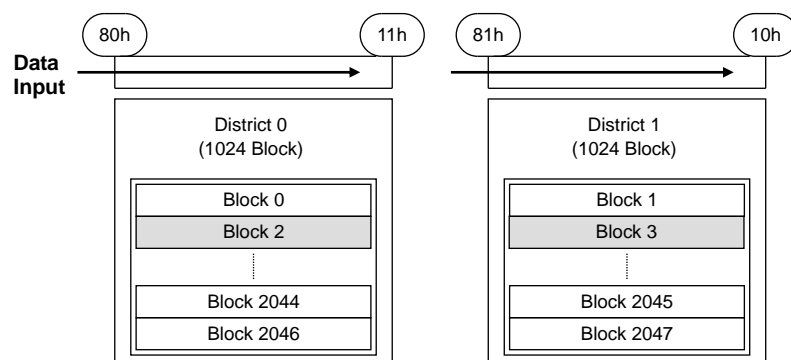 80h 11h 81h 10h
Data
Input
District 0
(1024 Block)
Block 0
Block 2
Block 2044
Block 2046
District 1
(1024 Block)
Block 1
Block 3
Block 2045
Block 2047